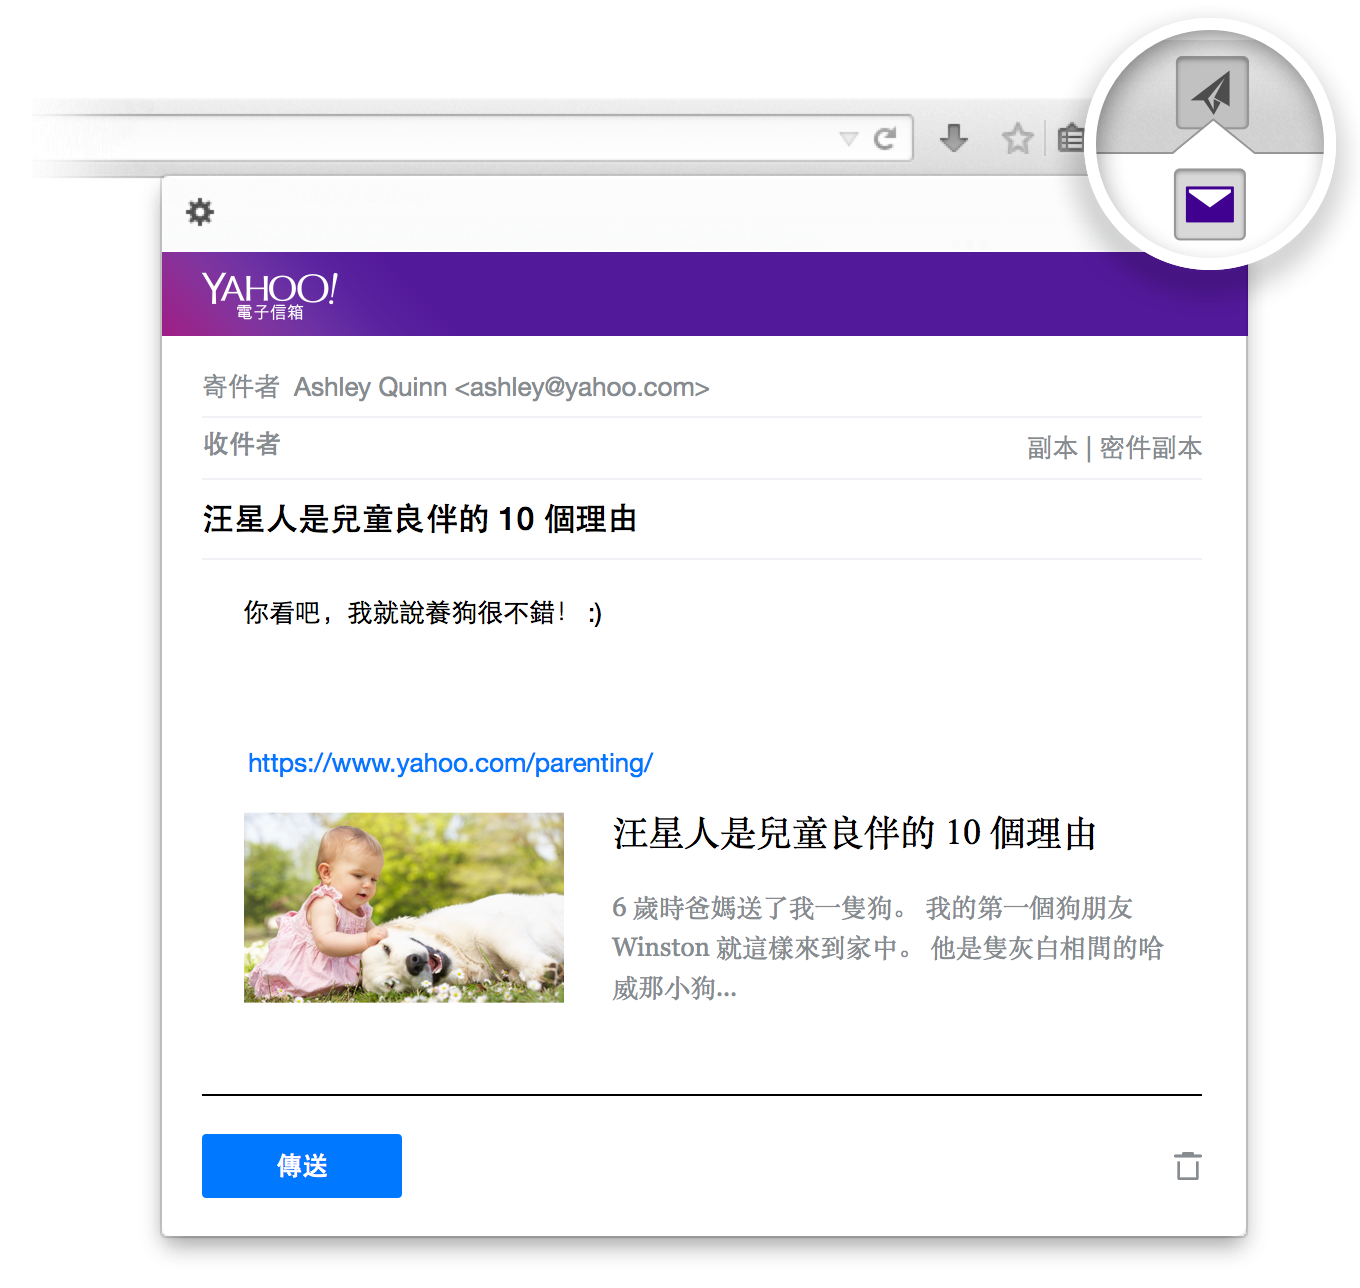 YAHOO!
電子信箱
寄件者 Ashley Quinn <ashley@yahoo.com>
收件者 副本 | 密件副本
汪星人是兒童良伴的 10 個理由
你看吧，我就說養狗很不錯！ :)
https://www.yahoo.com/parenting/
汪星人是兒童良伴的 10 個理由
6 歲時爸媽送了我一隻狗。 我的第一個狗朋友
Winston 就這樣來到家中。 他是隻灰白相間的哈
威那小狗...
傳送